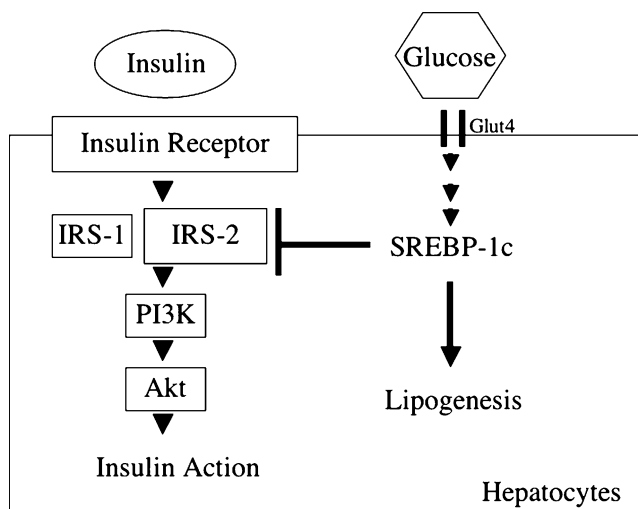 Insulin
Glucose
Glut4
Insulin Receptor
IRS-1
IRS-2
SREBP-1c
PI3K
Akt
Lipogenesis
Insulin Action
Hepatocytes